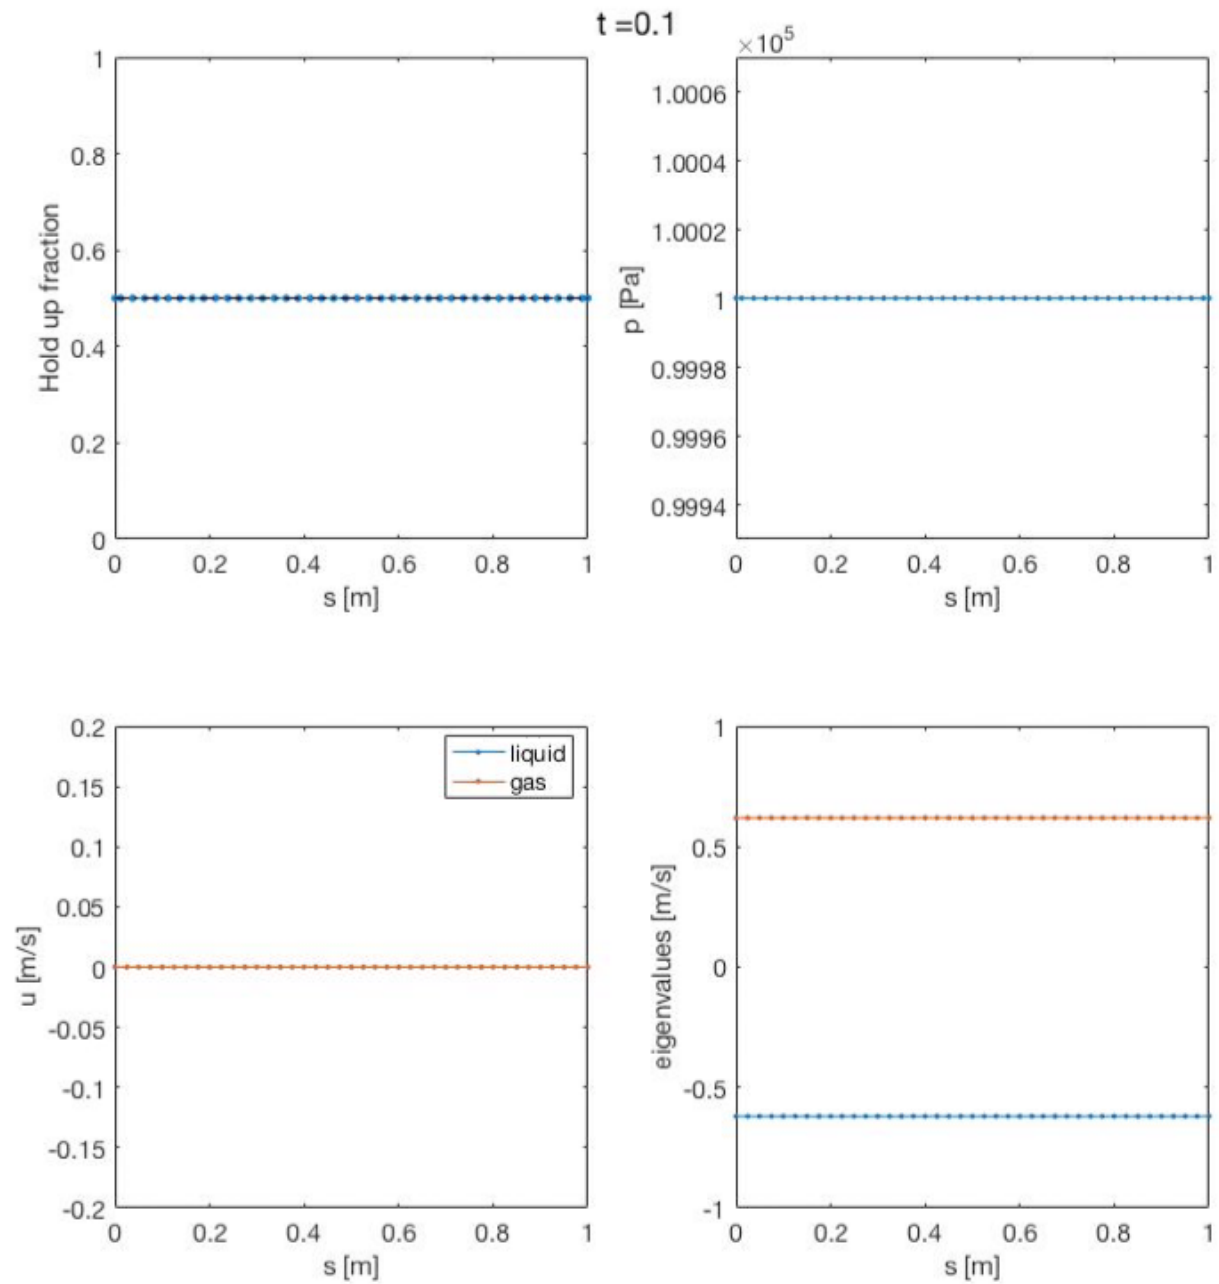 t =0.1
×10⁵
1
0.8
0.6
0.4
0.2
0
Hold up fraction
0 0.2 0.4 0.6 0.8 1
s [m]
1.0006
1.0004
1.0002
1
0.9998
0.9996
0.9994
p [Pa]
0 0.2 0.4 0.6 0.8 1
s [m]
0.2
0.15
0.1
0.05
0
-0.05
-0.1
-0.15
-0.2
u [m/s]
liquid
gas
0 0.2 0.4 0.6 0.8 1
s [m]
1
0.5
0
-0.5
-1
eigenvalues [m/s]
0 0.2 0.4 0.6 0.8 1
s [m]